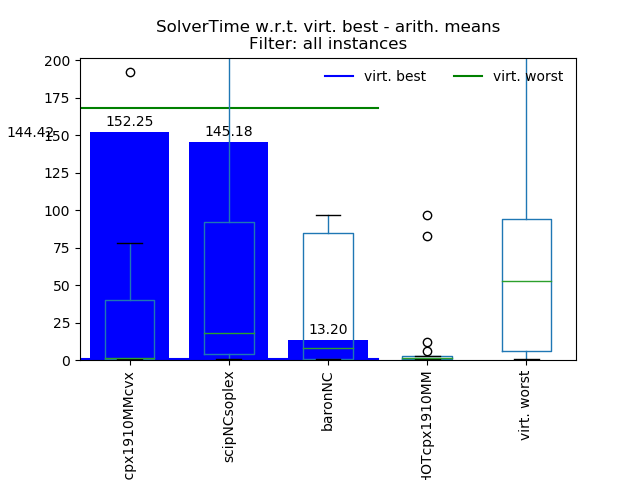 SolverTime w.r.t. virt. best - arith. means
Filter: all instances
200
175
150
125
100
75
50
25
0
144.42
152.25
145.18
13.20
virt. best
virt. worst
cpx1910MMcvx
scipNCsoplex
baronNC
HOTcpx1910MM
virt. worst